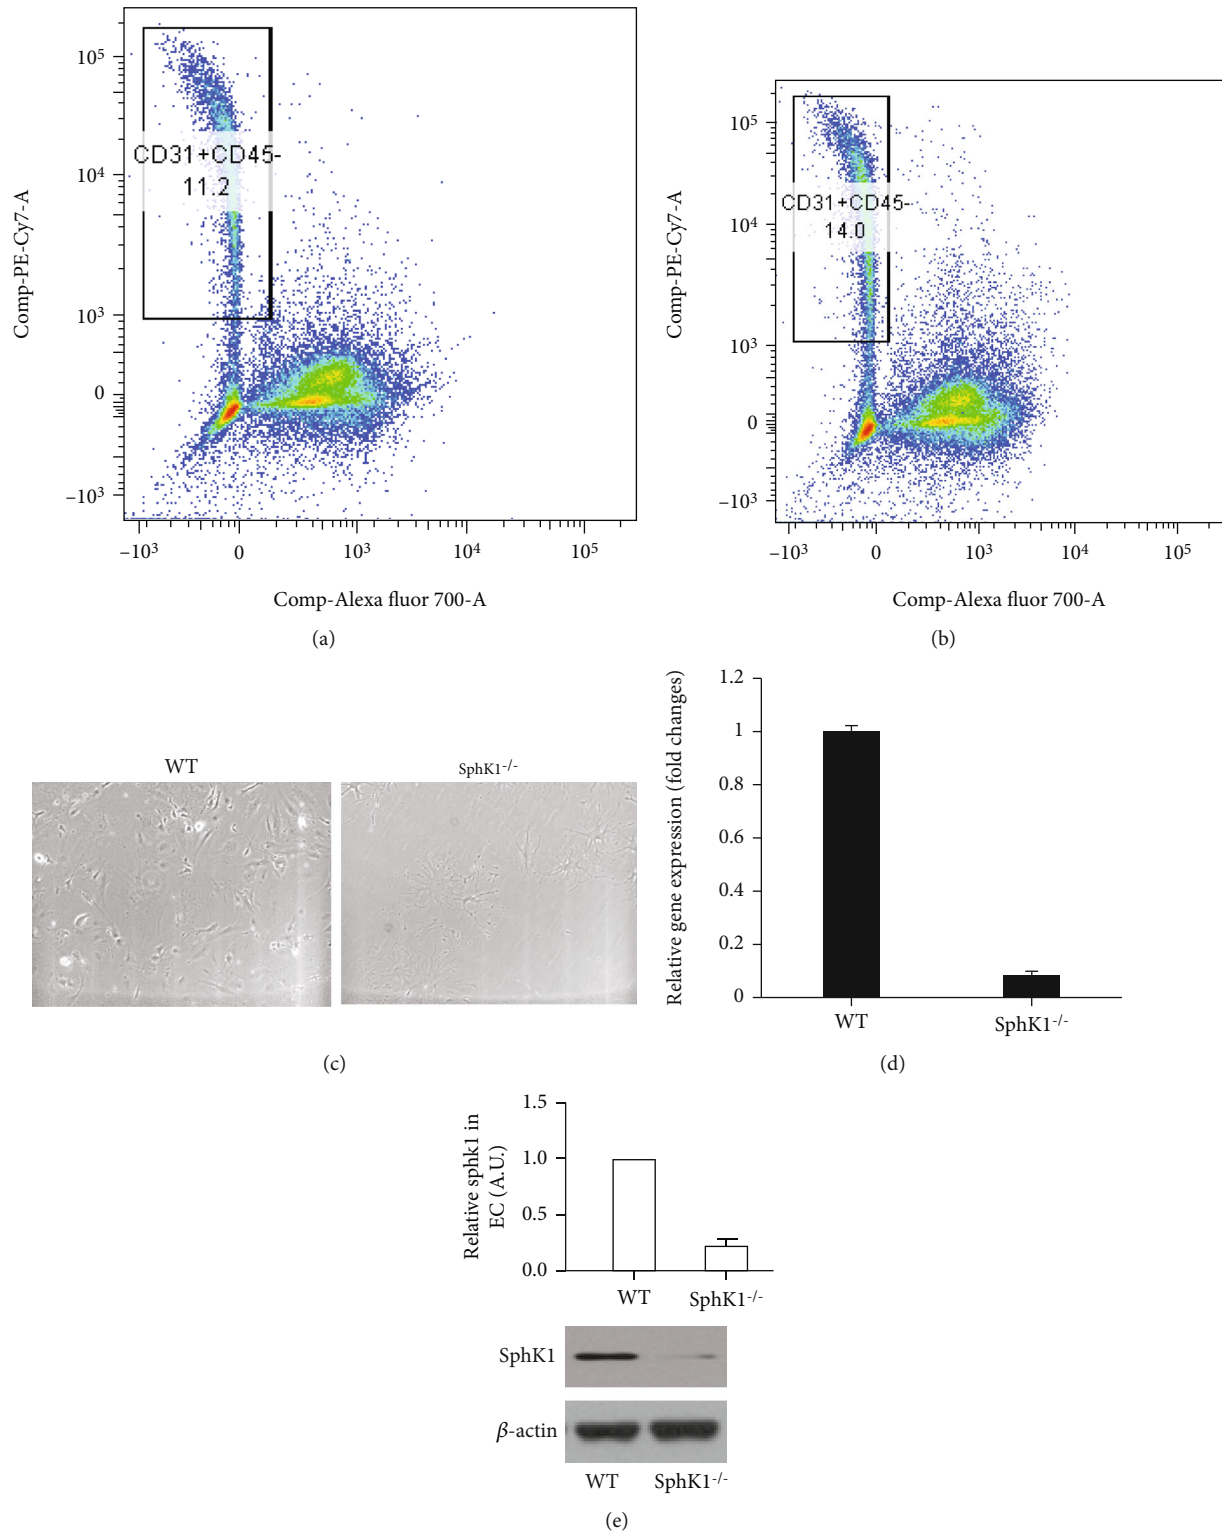 10⁵
10⁴
10³
0
−10³
Comp-PE-Cy7-A
CD31+CD45-
11.2
−10³ 0 10³ 10⁴ 10⁵
Comp-Alexa fluor 700-A
(a)
10⁵
10⁴
10³
0
−10³
Comp-PE-Cy7-A
CD31+CD45-
14.0
−10³ 0 10³ 10⁴ 10⁵
Comp-Alexa fluor 700-A
(b)
WT
SphK1⁻/⁻
(c)
Relative gene expression (fold changes)
1.2
1
0.8
0.6
0.4
0.2
0
WT
SphK1⁻/⁻
(d)
Relative sphk1 in
EC (A.U.)
1.5
1.0
0.5
0.0
WT
SphK1⁻/⁻
SphK1
β-actin
WT
SphK1⁻/⁻
(e)